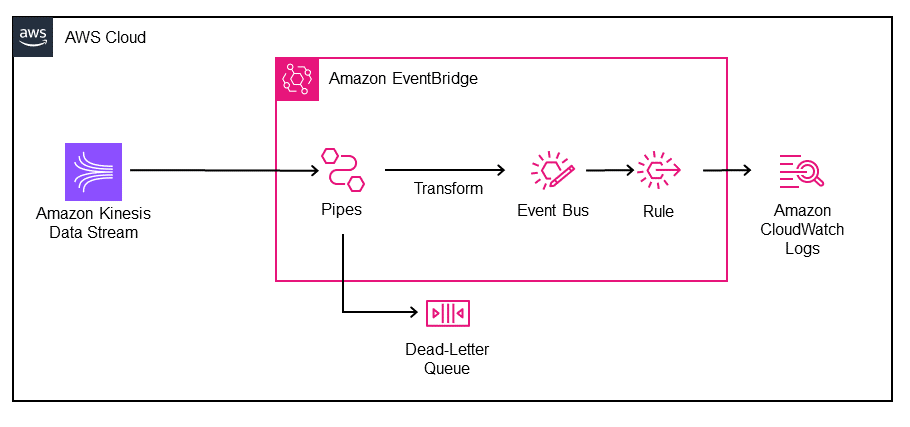 aws
AWS Cloud
Amazon EventBridge
Transform
Amazon Kinesis
Data Stream
Pipes
Event Bus
Rule
Amazon
CloudWatch
Logs
Dead-Letter
Queue